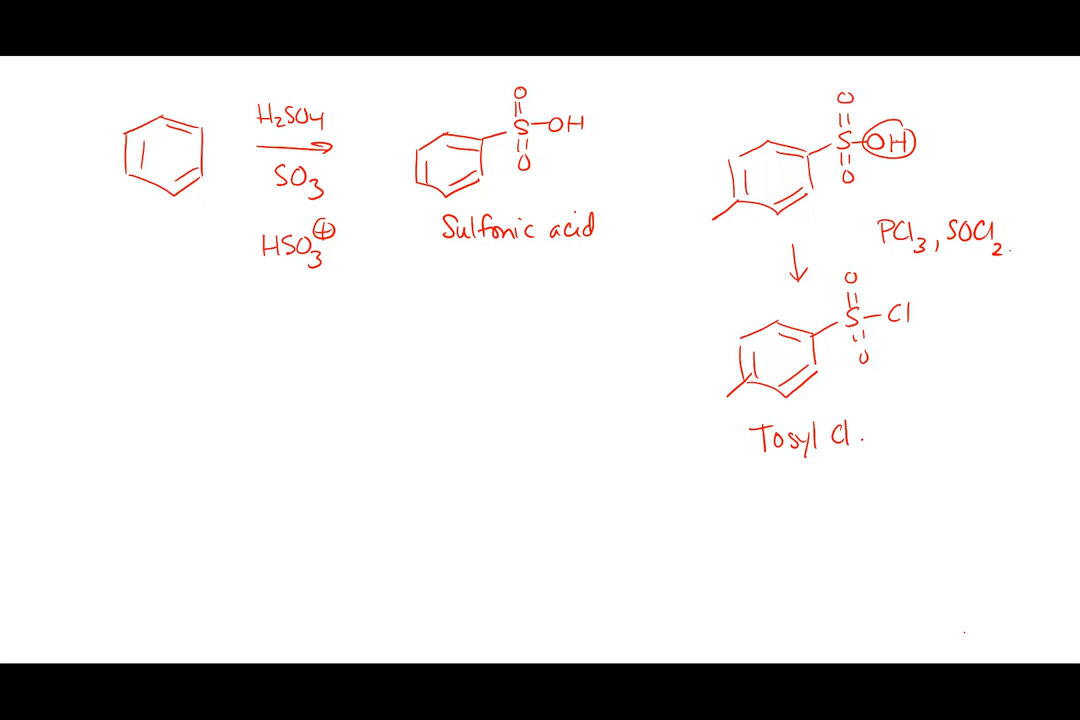 H₂SO₄
SO₃
HSO₃⊕
O
S-OH
O
Sulfonic acid
O
S-OH
O
PCl₃, SOCl₂.
O
S-Cl
O
Tosyl Cl.